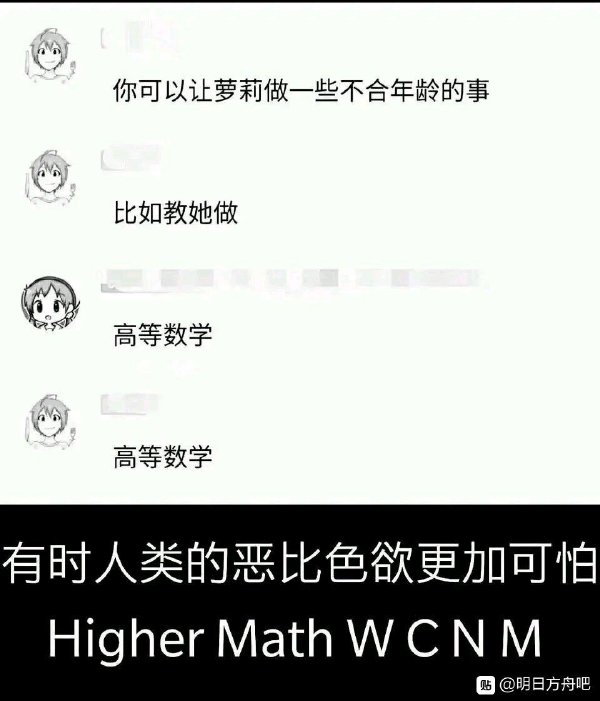 你可以让萝莉做一些不合年龄的事
比如教她做
高等数学
高等数学
有时人类的恶比色欲更加可怕
Higher Math W C N M
贴 @明日方舟吧